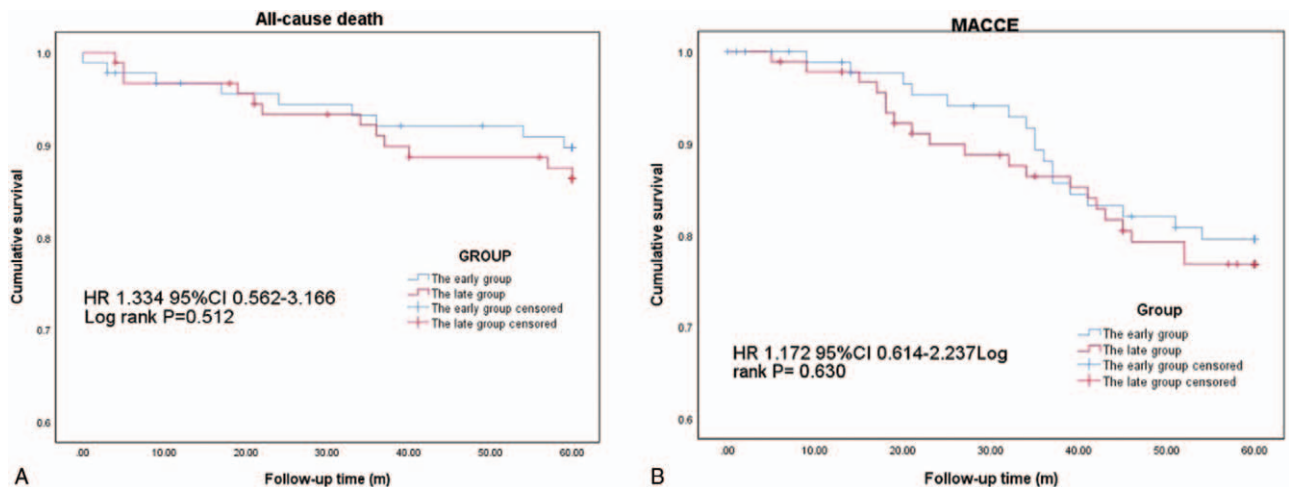 All-cause death
1.0
0.9
0.8
0.7
0.6
Cumulative survival
GROUP
The early group
The late group
The early group censored
The late group censored
HR 1.334 95%CI 0.562-3.166
Log rank P=0.512
.00 10.00 20.00 30.00 40.00 50.00 60.00
Follow-up time (m)
A
MACCE
1.0
0.9
0.8
0.7
0.6
Cumulative survival
Group
The early group
The late group
The early group censored
The late group censored
HR 1.172 95%CI 0.614-2.237Log
rank P= 0.630
.00 10.00 20.00 30.00 40.00 50.00 60.00
Follow-up time (m)
B